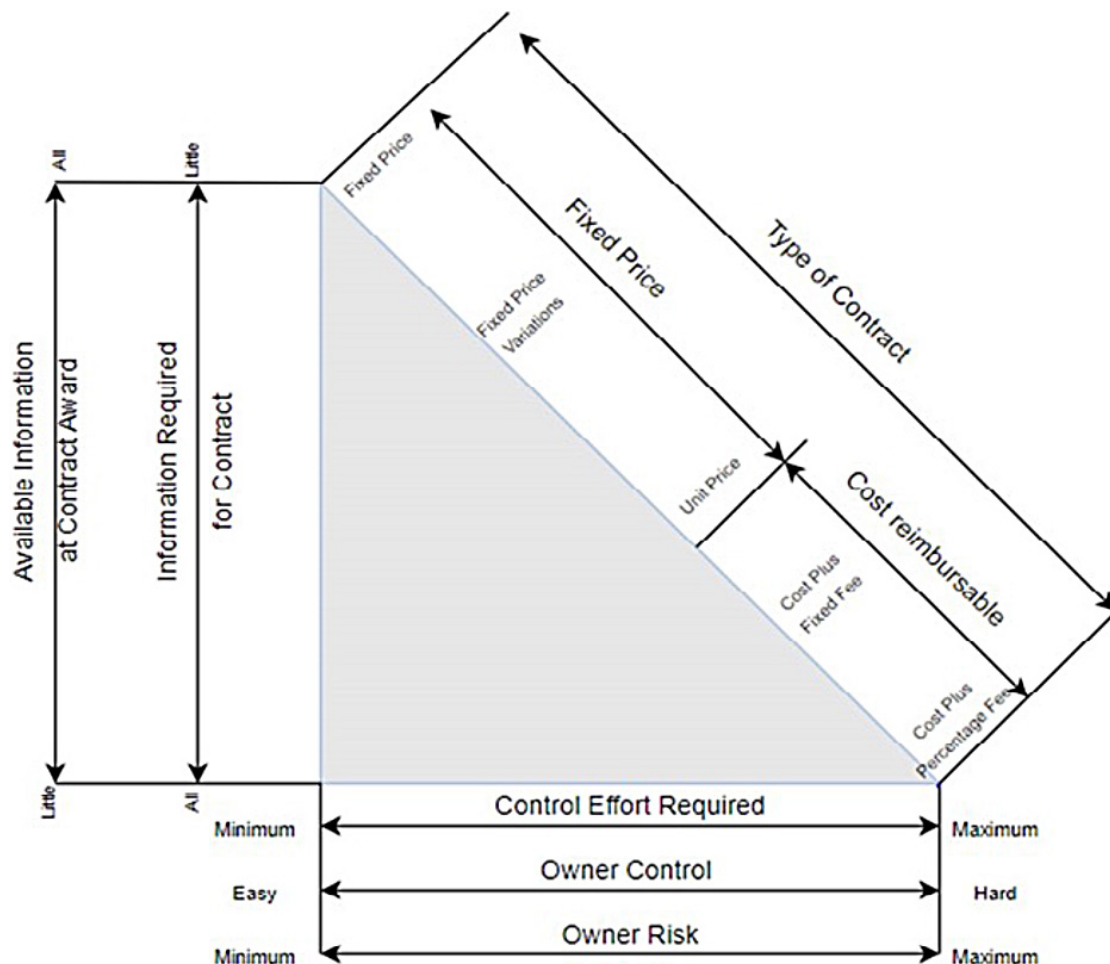 All
Little
Available Information
at Contract Award
Information Required
for Contract
Little
All
Fixed Price
Fixed Price
Variations
Unit Price
Cost Plus
Fixed Fee
Cost Plus
Percentage Fee
Fixed Price
Cost reimbursable
Type of Contract
Control Effort Required
Minimum
Maximum
Owner Control
Easy
Hard
Owner Risk
Minimum
Maximum